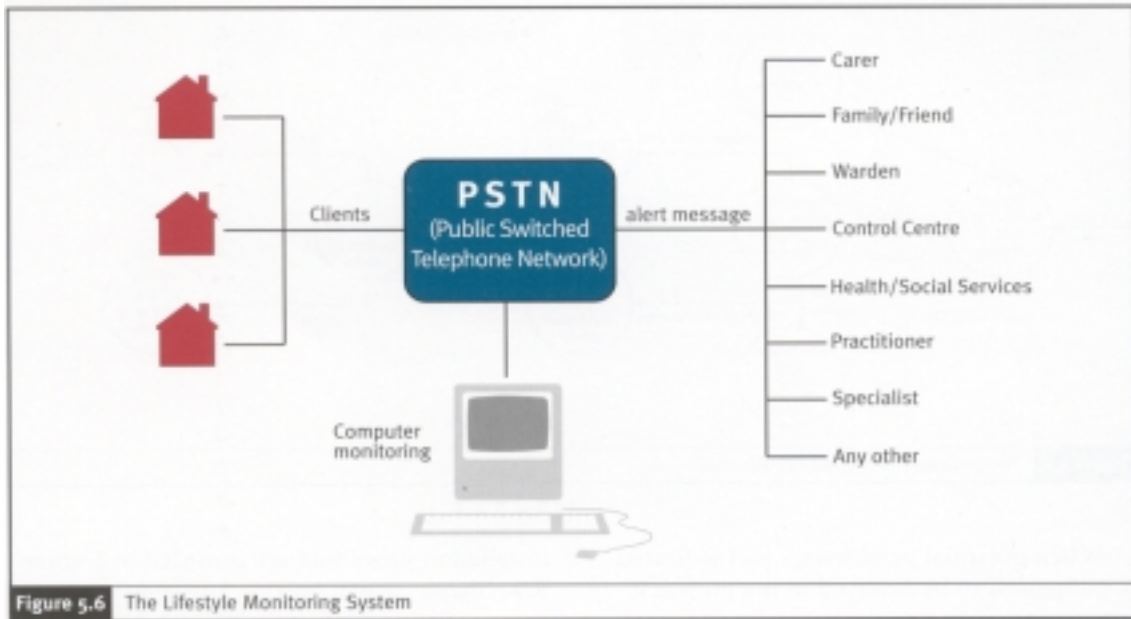 Carer
Family/Friend
Warden
Clients
PSTN
(Public Switched
Telephone Network)
alert message
Control Centre
Health/Social Services
Practitioner
Specialist
Any other
Computer
monitoring
Figure 5.6 The Lifestyle Monitoring System